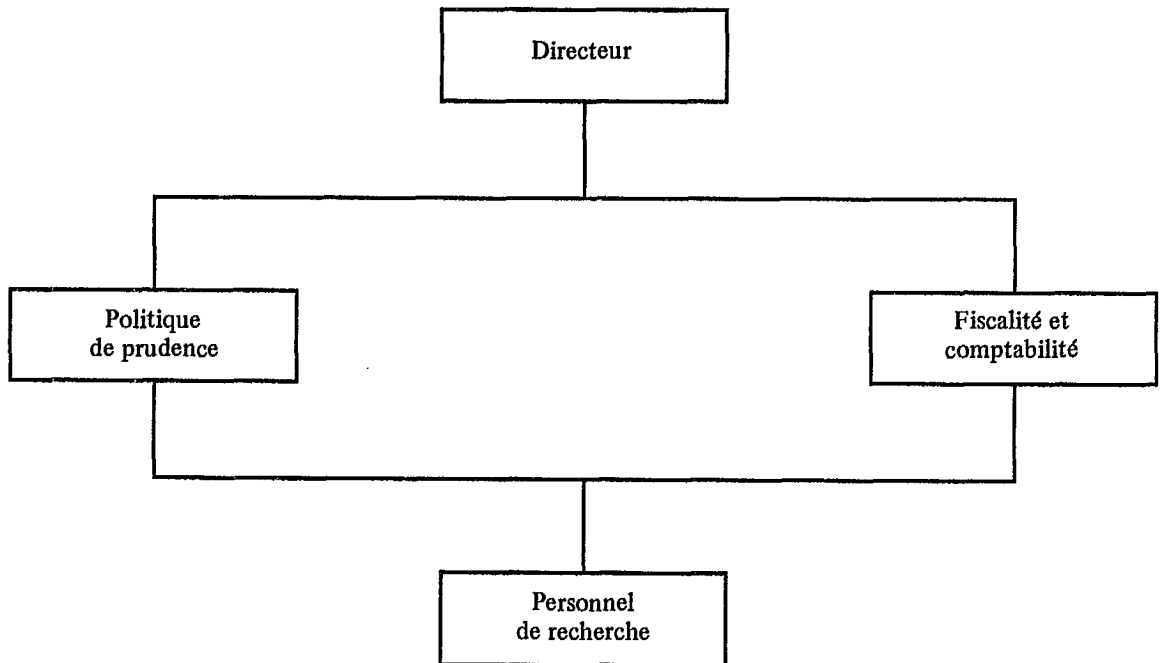 Directeur
Politique
de prudence
Fiscalité et
comptabilité
Personnel
de recherche